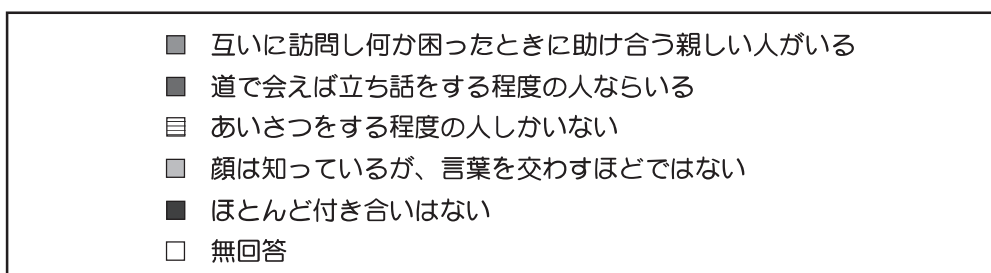 互いに訪問し何か困ったときに助け合う親しい人がいる
道で会えば立ち話をする程度の人ならいる
あいさつをする程度の人しかいない
顔は知っているが、言葉を交わすほどではない
ほとんど付き合いはない
無回答